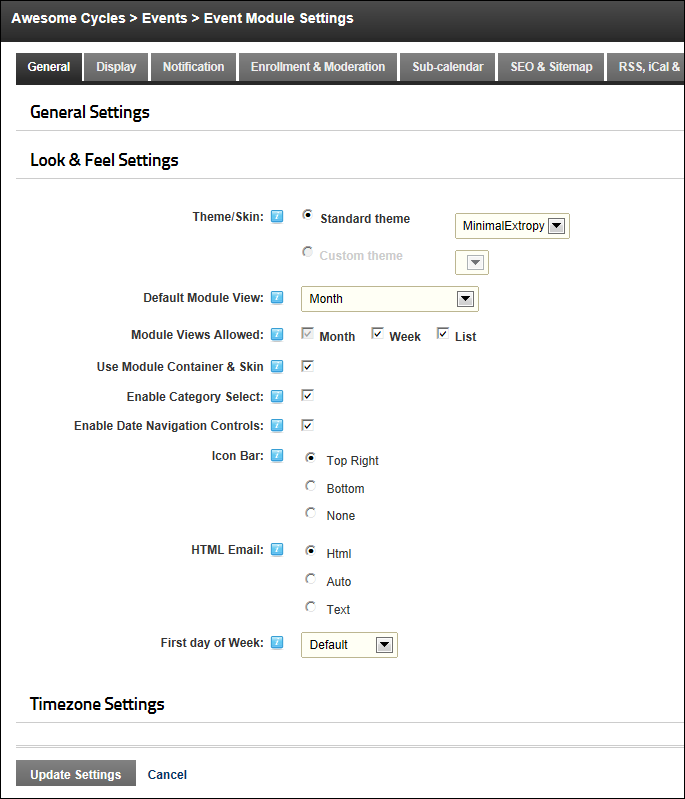 Awesome Cycles > Events > Event Module Settings
General Display Notification Enrollment & Moderation Sub-calendar SEO & Sitemap RSS, iCal &
General Settings
Look & Feel Settings
Theme/Skin: Standard theme MinimalExtropy
Custom theme
Default Module View: Month
Module Views Allowed: Month Week List
Use Module Container & Skin
Enable Category Select:
Enable Date Navigation Controls:
Icon Bar: Top Right
Bottom
None
HTML Email: Html
Auto
Text
First day of Week: Default
Timezone Settings
Update Settings Cancel